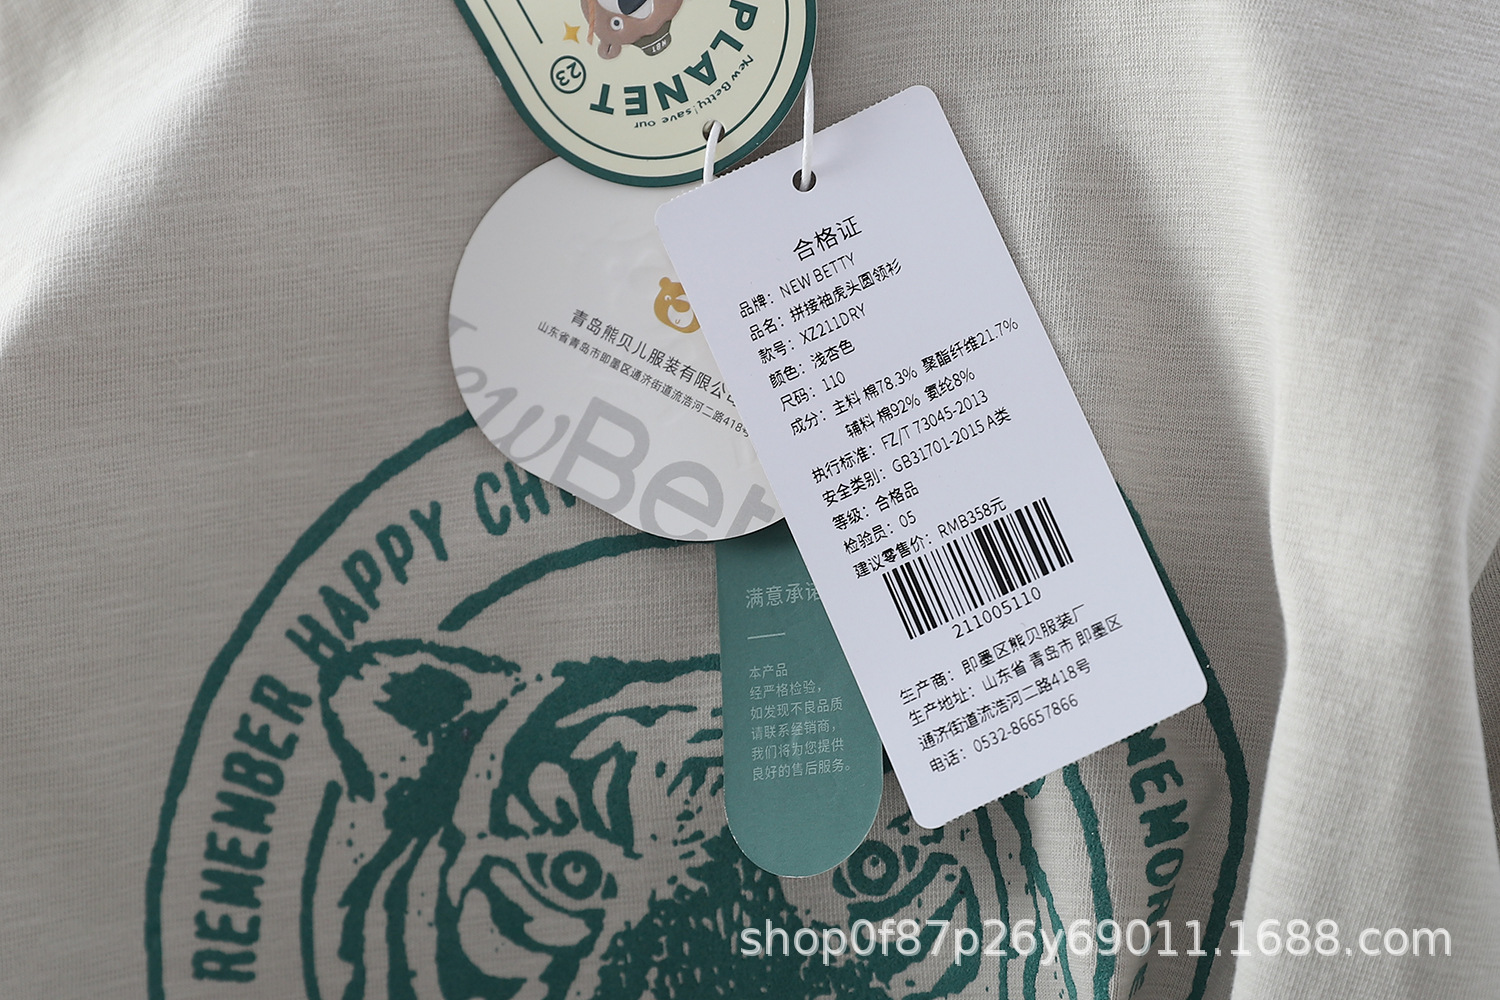 PLANET
New Betty save our
23
NBT
合格证
品牌：NEW BETTY
品名：拼接袖虎头圆领衫
款号：XZ211DRY
颜色：浅杏色
尺码：110
成分：主料 棉78.3% 聚酯纤维21.7%
辅料 棉92% 氨纶8%
执行标准：FZ/T 73045-2013
安全类别：GB31701-2015 A类
等级：合格品
检验员：05
建议零售价：RMB358元
211005110
生产商：即墨区熊贝服装厂
生产地址：山东省 青岛市 即墨区
通济街道流浩河二路418号
电话：0532-86657866
青岛熊贝儿服装有限公司
山东省青岛市即墨区通济街道流浩河二路418号
满意承诺
本产品
经严格检验，
如发现不良品质
请联系经销商，
我们将为您提供
良好的售后服务。
REMEMBER HAPPY
shop0f87p26y69011.1688.com